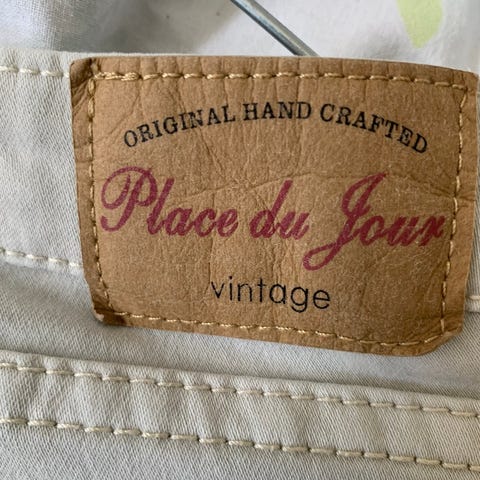 ORIGINAL HAND CRAFTED
Place du Jour
vintage